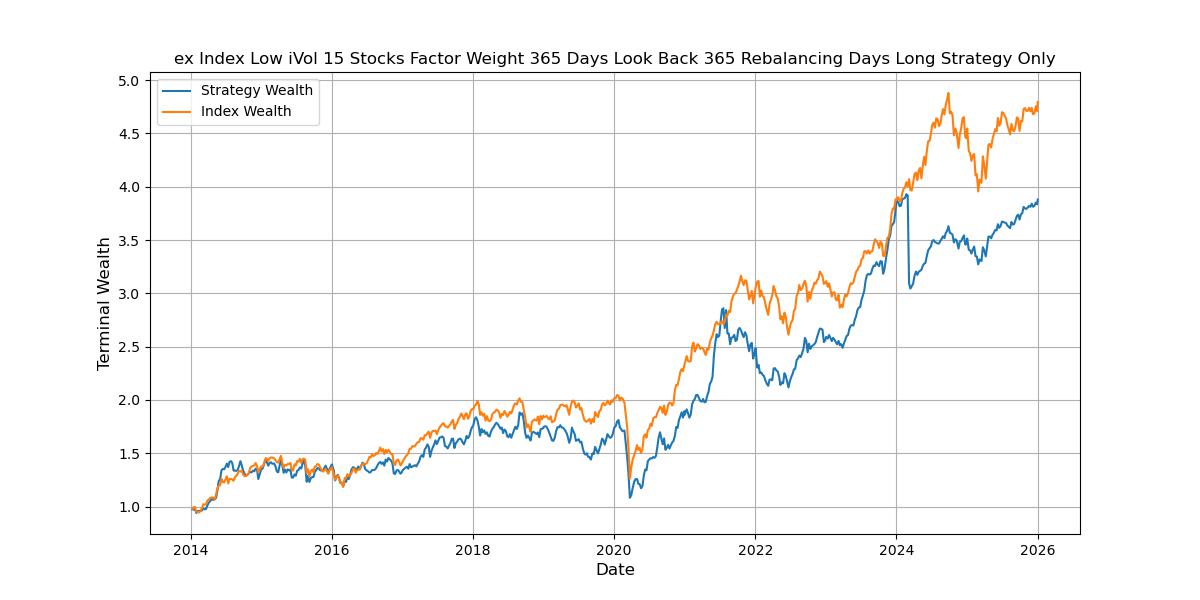 ex Index Low iVol 15 Stocks Factor Weight 365 Days Look Back 365 Rebalancing Days Long Strategy Only
Strategy Wealth
Index Wealth
Terminal Wealth
5.0
4.5
4.0
3.5
3.0
2.5
2.0
1.5
1.0
2014 2016 2018 2020 2022 2024 2026
Date